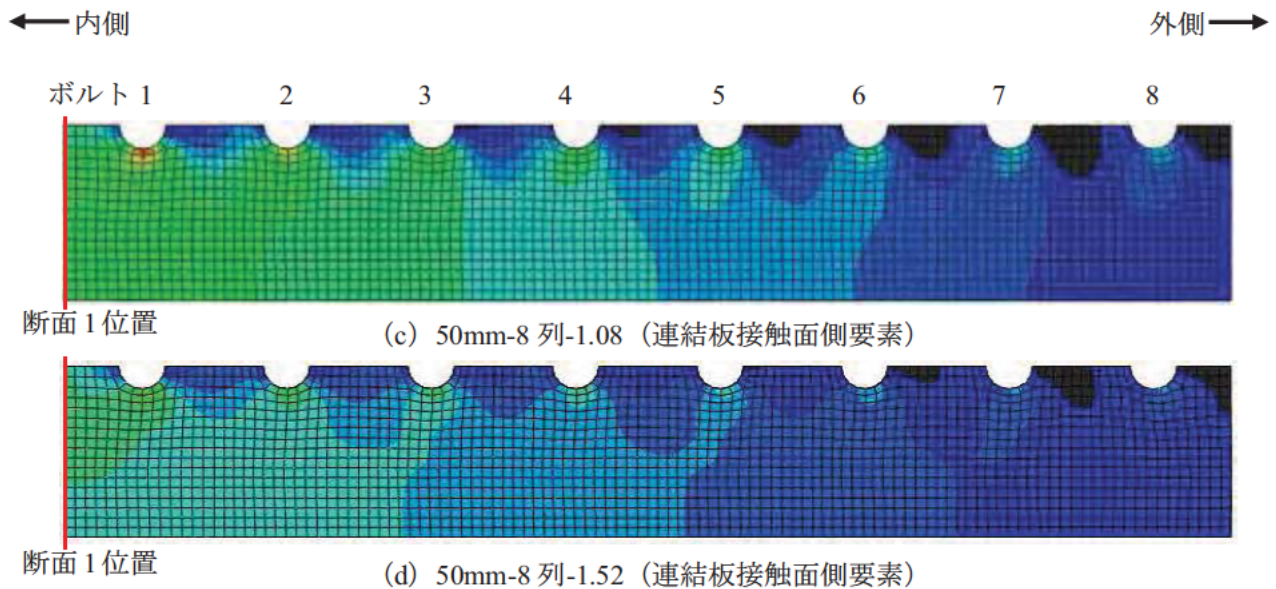 内側 外側
ボルト 1 2 3 4 5 6 7 8
断面 1 位置
(c) 50mm-8 列-1.08（連結板接触面側要素）
断面 1 位置
(d) 50mm-8 列-1.52（連結板接触面側要素）